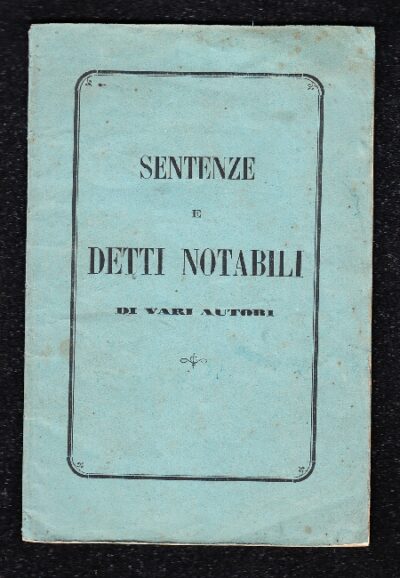 SENTENZE
E
DETTI NOTABILI
DI VARI AUTORI